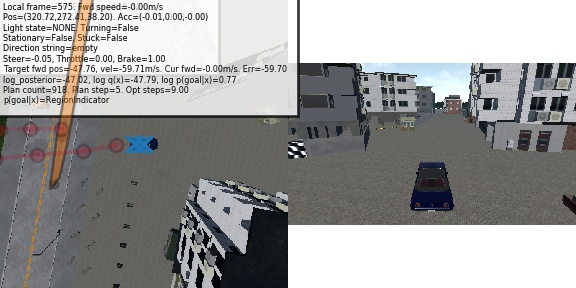 Local frame=575: Fwd speed=-0.00m/s
Pos=(320.72,272.41,38.20). Acc=(-0.01,0.00,-0.00)
Light state=NONE: Turning=False
Stationary=False, Stuck=False
Direction string=empty
Steer=-0.05, Throttle=0.00, Brake=1.00
Target fwd pos=-47.76, vel=-59.71m/s. Cur fwd=-0.00m/s. Err=-59.70
log_posterior=-47.02, log q(x)=-47.79, log p(goal|x)=0.77
Plan count=918. Plan step=5. Opt steps=9.00
p(goal|x)=RegionIndicator